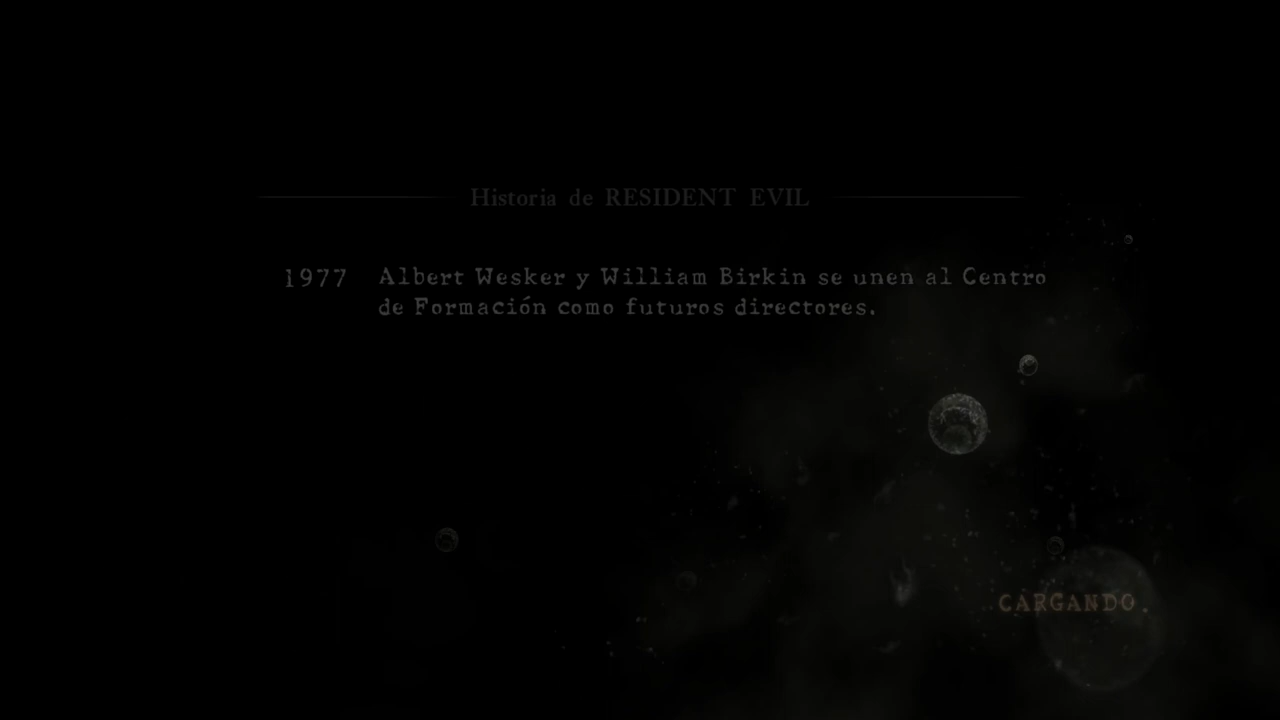 Historia de RESIDENT EVIL
1977 Albert Wesker y William Birkin se unen al Centro
de Formación como futuros directores.
CARGANDO.